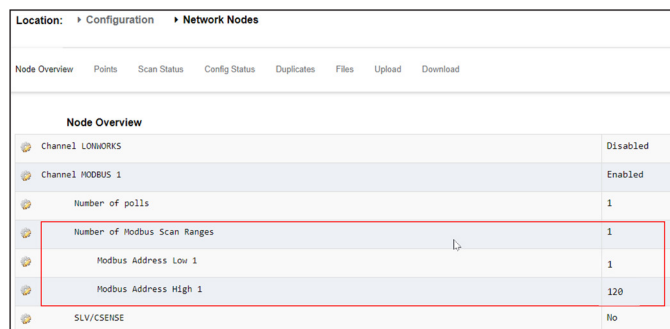 Location: Configuration Network Nodes
Node Overview Points Scan Status Config Status Duplicates Files Upload Download
Node Overview
Channel LONWORKS Disabled
Channel MODBUS 1 Enabled
Number of polls 1
Number of Modbus Scan Ranges 1
Modbus Address Low 1 1
Modbus Address High 1 120
SLV/CSENSE No